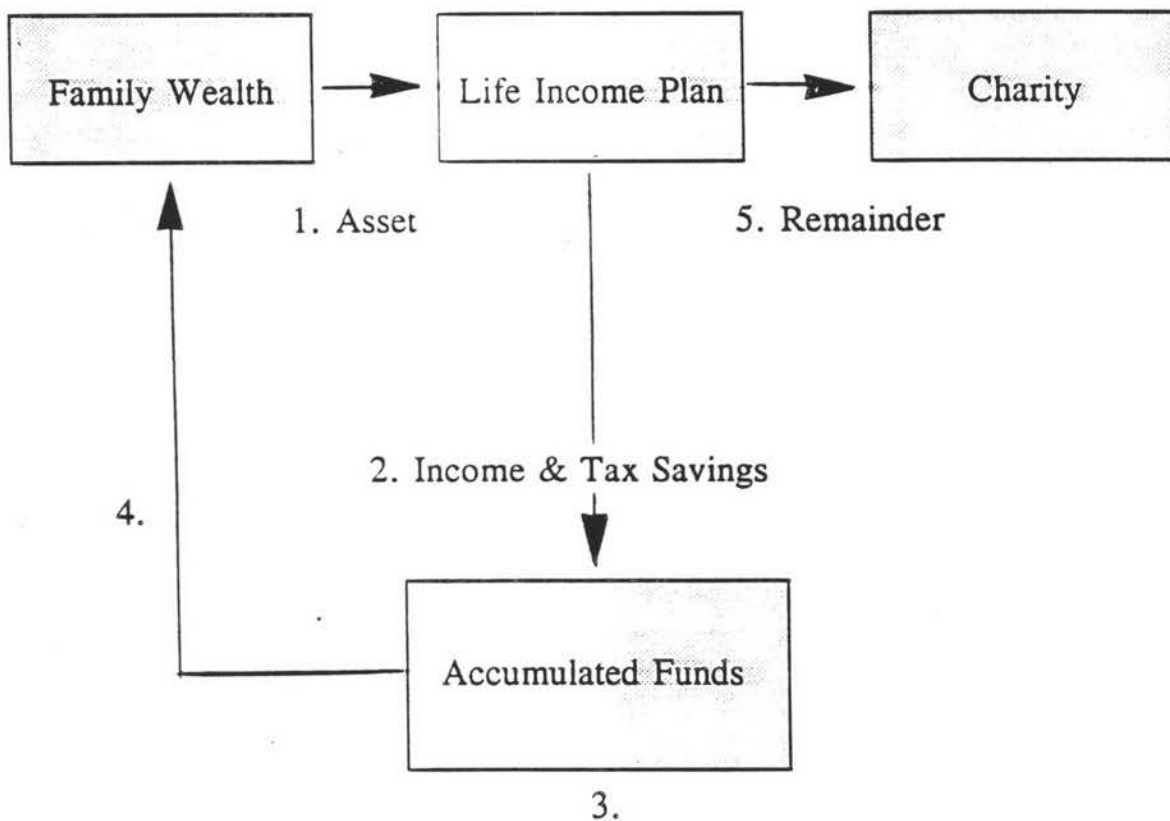 Family Wealth
Life Income Plan
Charity
1. Asset
5. Remainder
2. Income & Tax Savings
4.
Accumulated Funds
3.